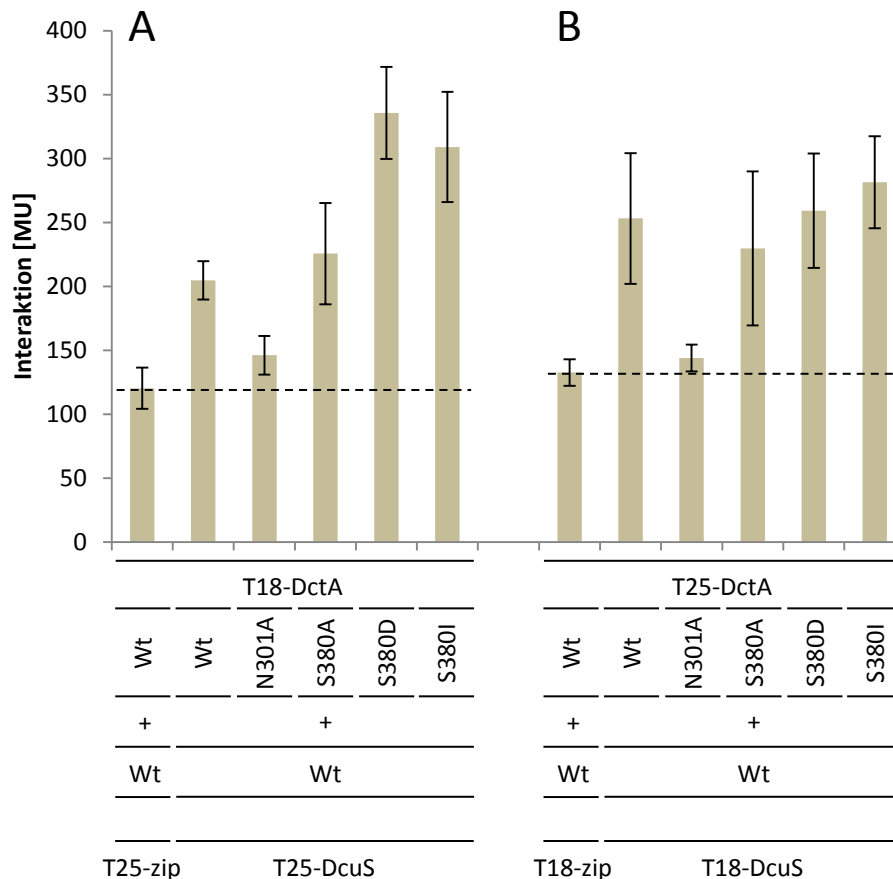 A B
400
350
300
250
200
150
100
50
0
Interaktion [MU]
T18-DctA T25-DctA
Wt Wt N301A S380A S380D S380I Wt Wt N301A S380A S380D S380I
+ + + +
Wt Wt Wt Wt
T25-zip T25-DcuS T18-zip T18-DcuS